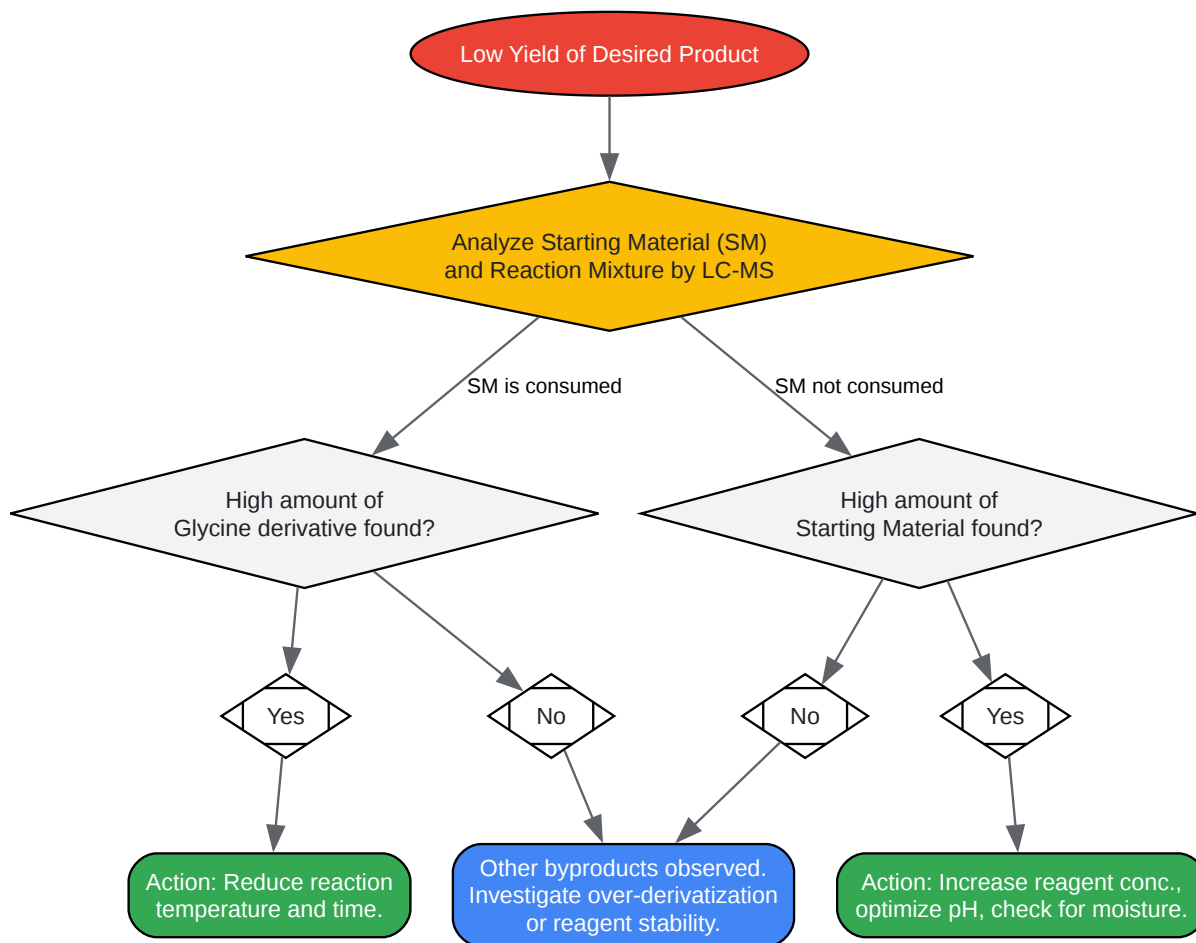 Low Yield of Desired Product
Analyze Starting Material (SM)
and Reaction Mixture by LC-MS
SM is consumed
SM not consumed
High amount of
Glycine derivative found?
High amount of
Starting Material found?
Yes
No
No
Yes
Action: Reduce reaction
temperature and time.
Other byproducts observed.
Investigate over-derivatization
or reagent stability.
Action: Increase reagent conc.,
optimize pH, check for moisture.